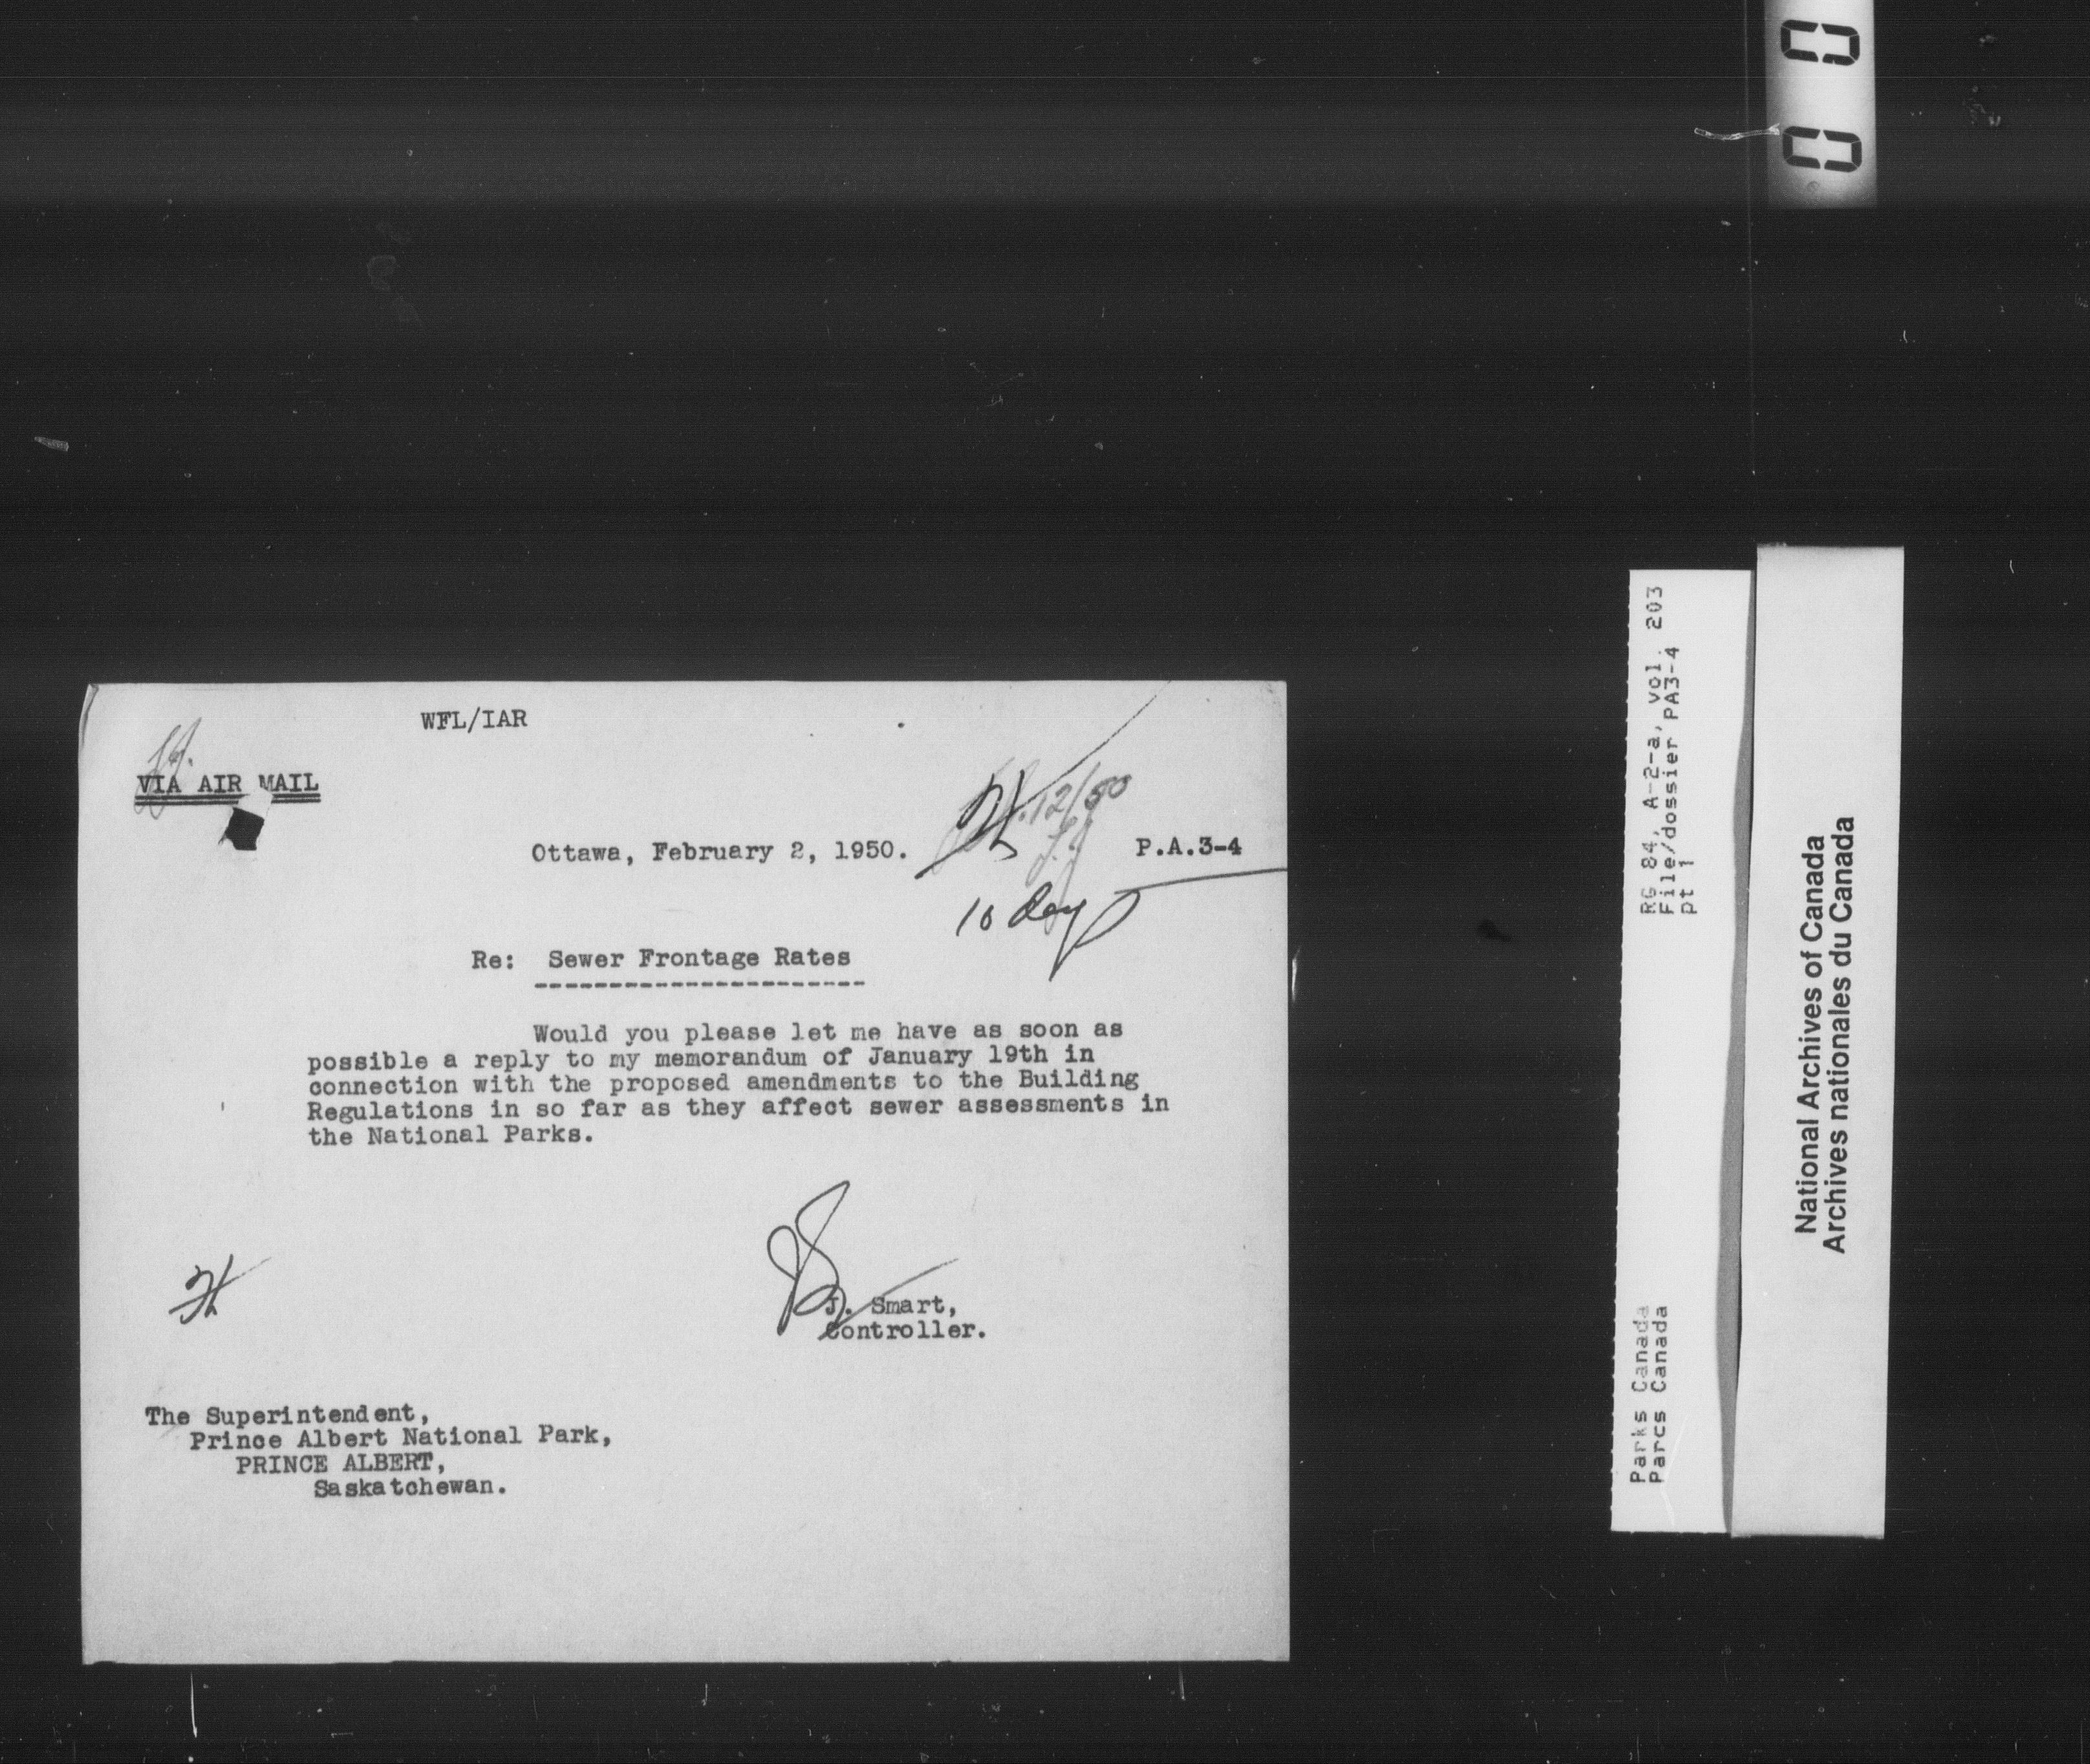 WFL/IAR
VIA AIR MAIL
12/50
Ottawa, February 2, 1950.
P.A.3-4
10 day
Re: Sewer Frontage Rates
Would you please let me have as soon as
possible a reply to my memorandum of January 19th in
connection with the proposed amendments to the Building
Regulations in so far as they affect sewer assessments in
the National Parks.
J. Smart,
Controller.
The Superintendent,
Prince Albert National Park,
PRINCE ALBERT,
Saskatchewan.
RG 84, A-2-a, vol. 203
File/dossier PA3-4
pt 1
Parks Canada
Parcs Canada
National Archives of Canada
Archives nationales du Canada
0 0